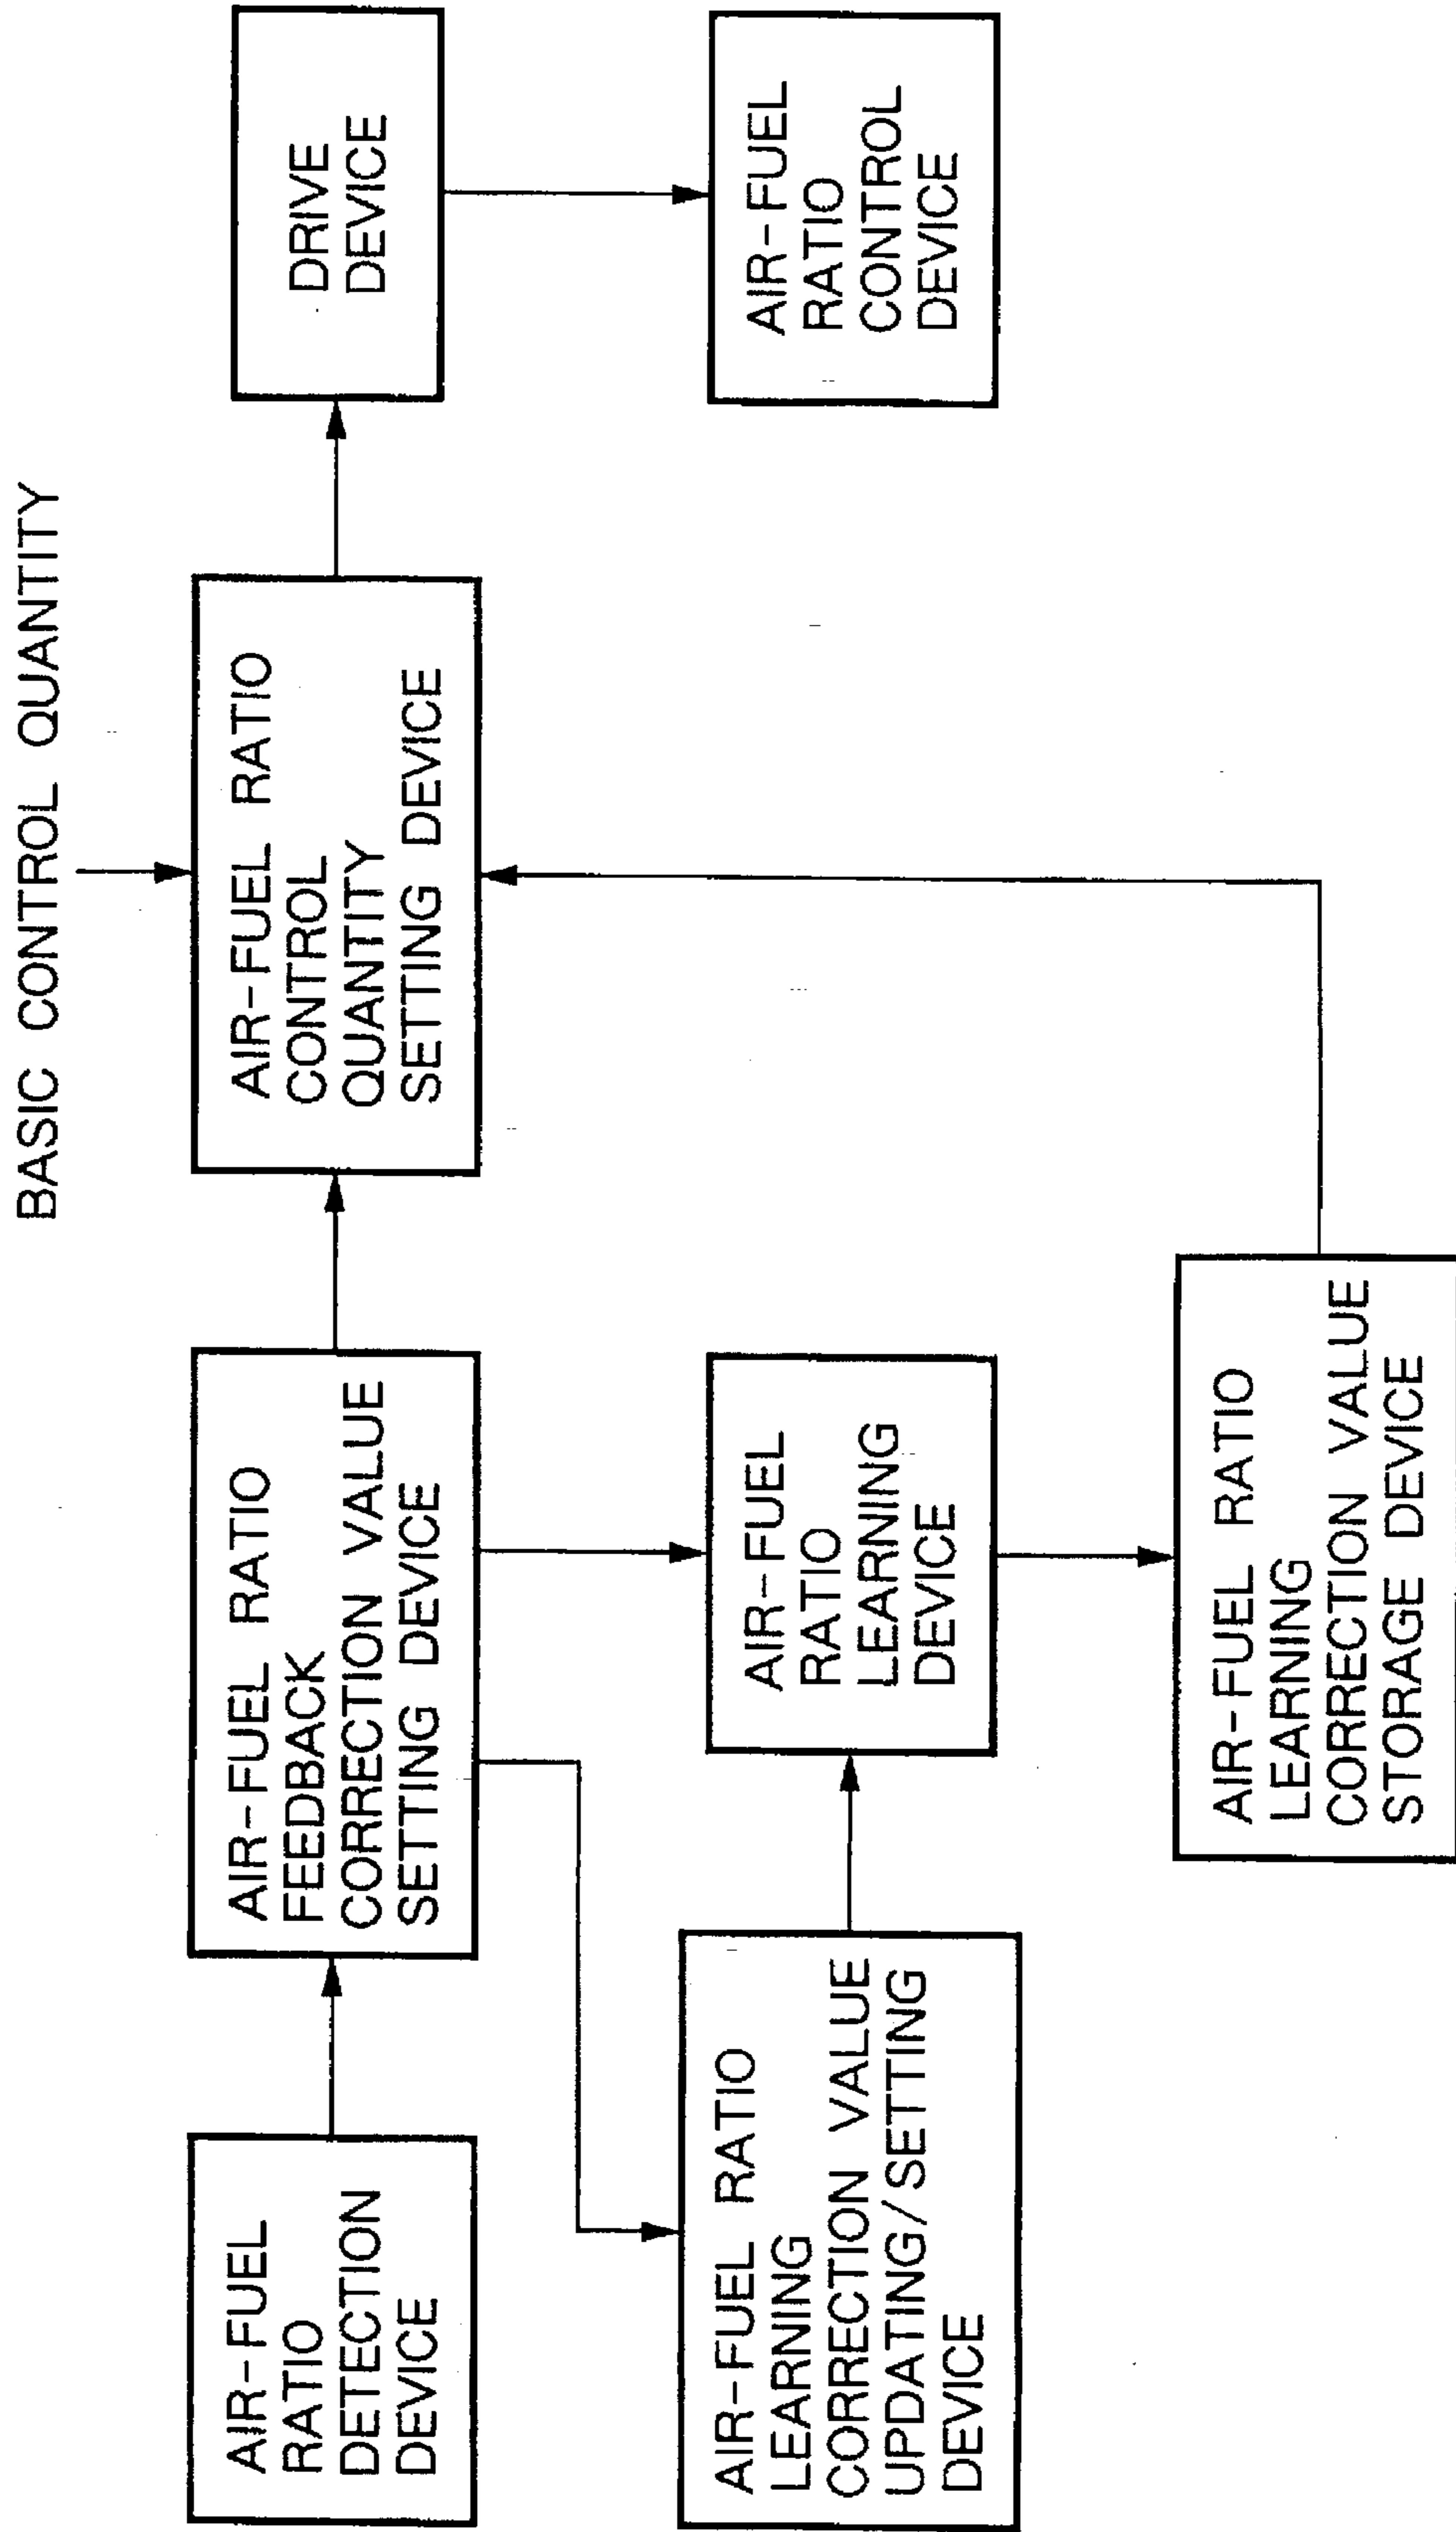 BASIC CONTROL QUANTITY
AIR-FUEL
RATIO
DETECTION
DEVICE
AIR-FUEL RATIO
FEEDBACK
CORRECTION VALUE
SETTING DEVICE
AIR-FUEL RATIO
CONTROL
QUANTITY
SETTING DEVICE
DRIVE
DEVICE
AIR-FUEL RATIO
LEARNING
CORRECTION VALUE
UPDATING/SETTING
DEVICE
AIR-FUEL
RATIO
LEARNING
DEVICE
AIR-FUEL
RATIO
CONTROL
DEVICE
AIR-FUEL RATIO
LEARNING
CORRECTION VALUE
STORAGE DEVICE